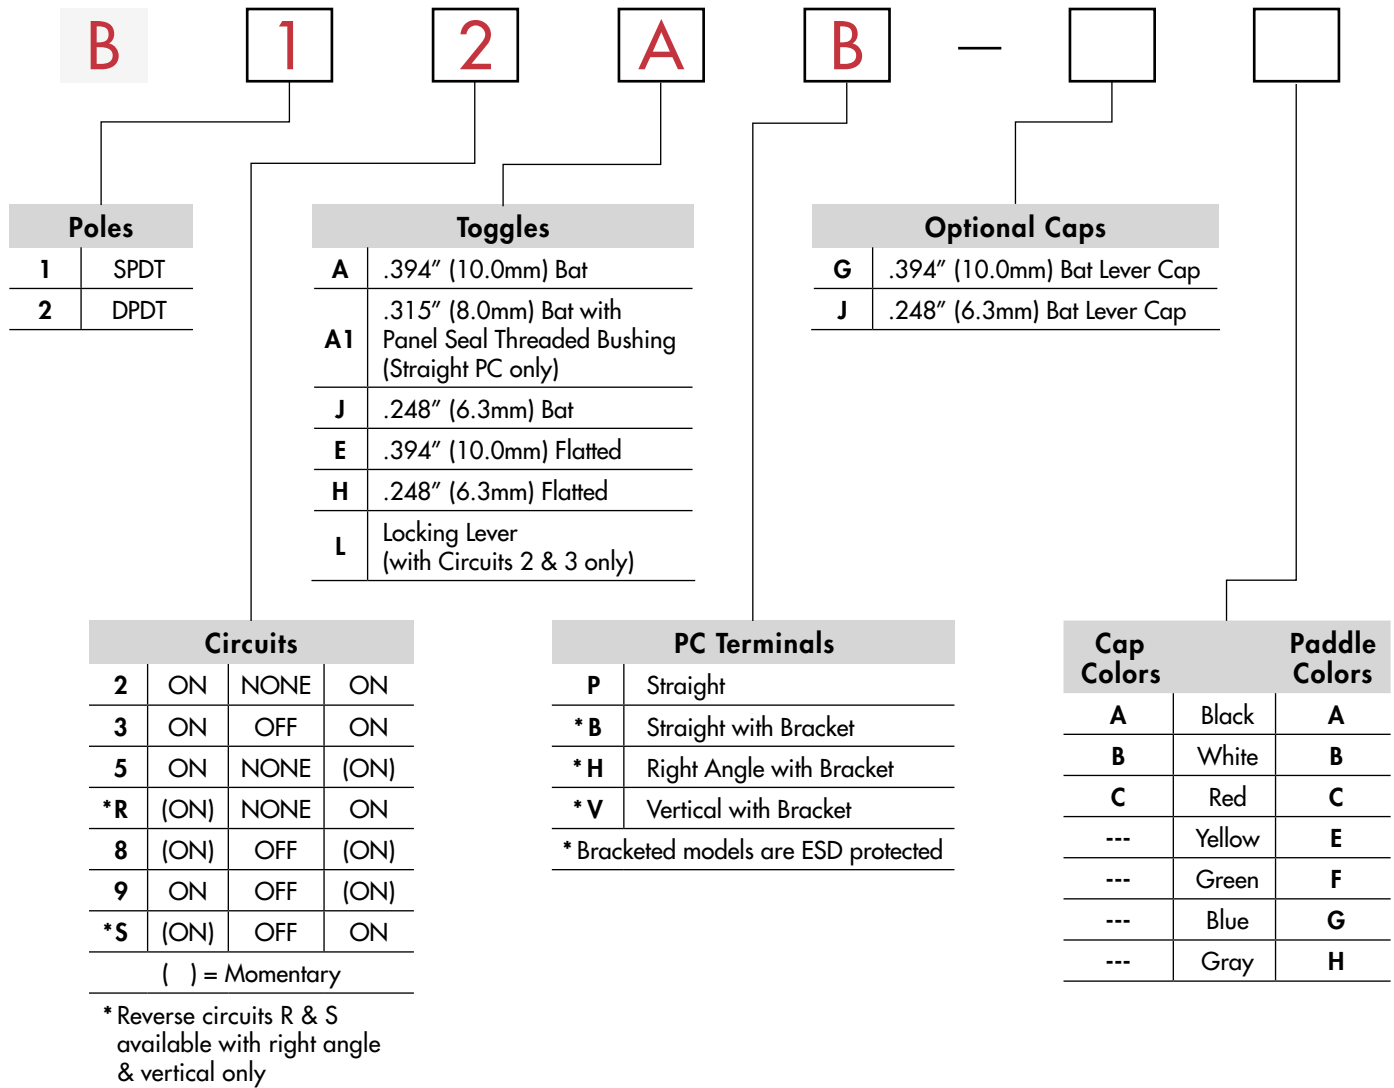 B 1 2 A B —
Poles
1 SPDT
2 DPDT
Toggles
A .394" (10.0mm) Bat
A1 .315" (8.0mm) Bat with
Panel Seal Threaded Bushing
(Straight PC only)
J .248" (6.3mm) Bat
E .394" (10.0mm) Flatted
H .248" (6.3mm) Flatted
L Locking Lever
(with Circuits 2 & 3 only)
Optional Caps
G .394" (10.0mm) Bat Lever Cap
J .248" (6.3mm) Bat Lever Cap
Circuits
2 ON NONE ON
3 ON OFF ON
5 ON NONE (ON)
*R (ON) NONE ON
8 (ON) OFF (ON)
9 ON OFF (ON)
*S (ON) OFF ON
( ) = Momentary
* Reverse circuits R & S
available with right angle
& vertical only
PC Terminals
P Straight
* B Straight with Bracket
* H Right Angle with Bracket
* V Vertical with Bracket
* Bracketed models are ESD protected
Cap Paddle
Colors Colors
A Black A
B White B
C Red C
--- Yellow E
--- Green F
--- Blue G
--- Gray H